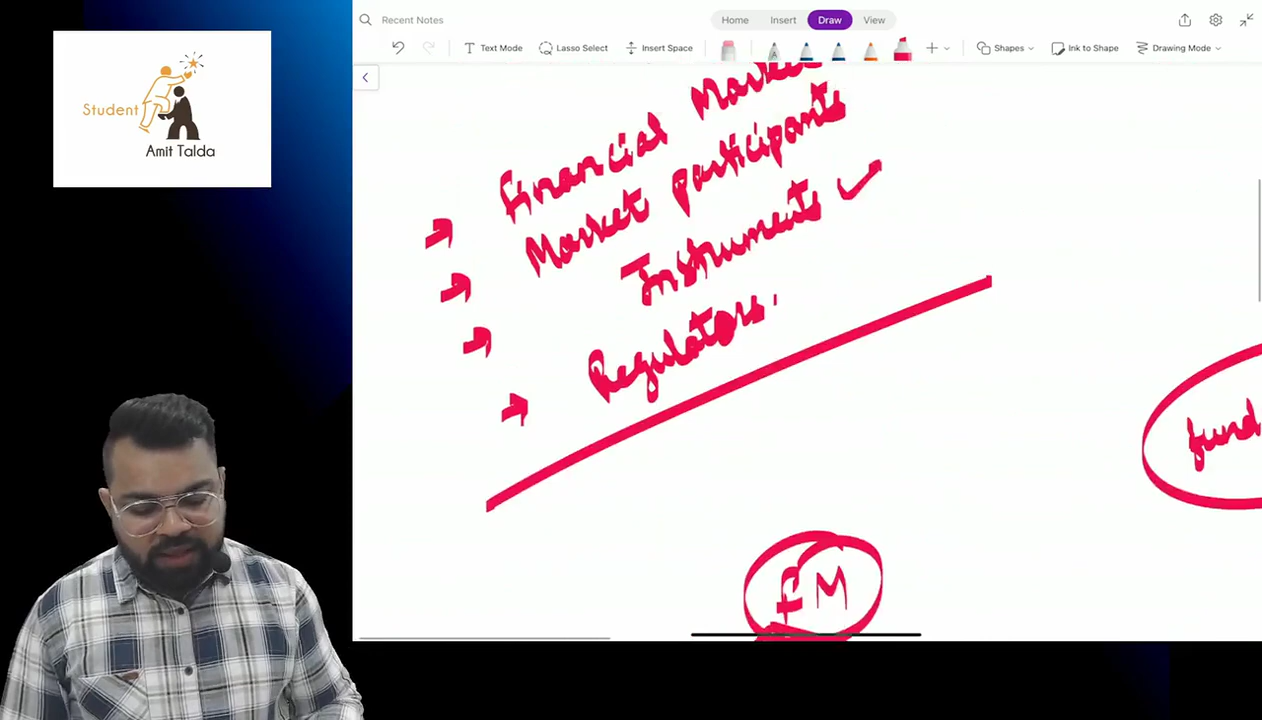 Recent Notes
Home
Insert
Draw
View
Text Mode
Lasso Select
Insert Space
Shapes
Ink to Shape
Drawing Mode
Student
Amit Talda
Financial Market
Market participants
Instruments
Regulators.
fund
FM